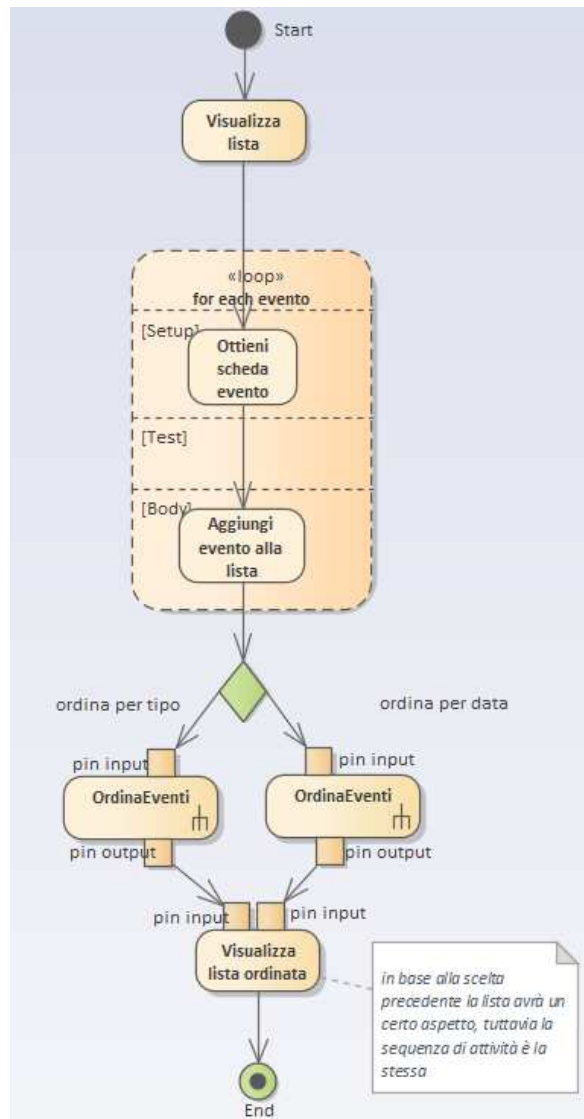 Start
Visualizza
lista
«loop»
for each evento
[Setup]
Ottieni
scheda
evento
[Test]
[Body]
Aggiungi
evento alla
lista
ordina per tipo
ordina per data
pin input
pin input
OrdinaEventi
OrdinaEventi
pin output
pin output
pin input
pin input
Visualizza
lista ordinata
in base alla scelta
precedente la lista avrà un
certo aspetto, tuttavia la
sequenza di attività è la
stessa
End